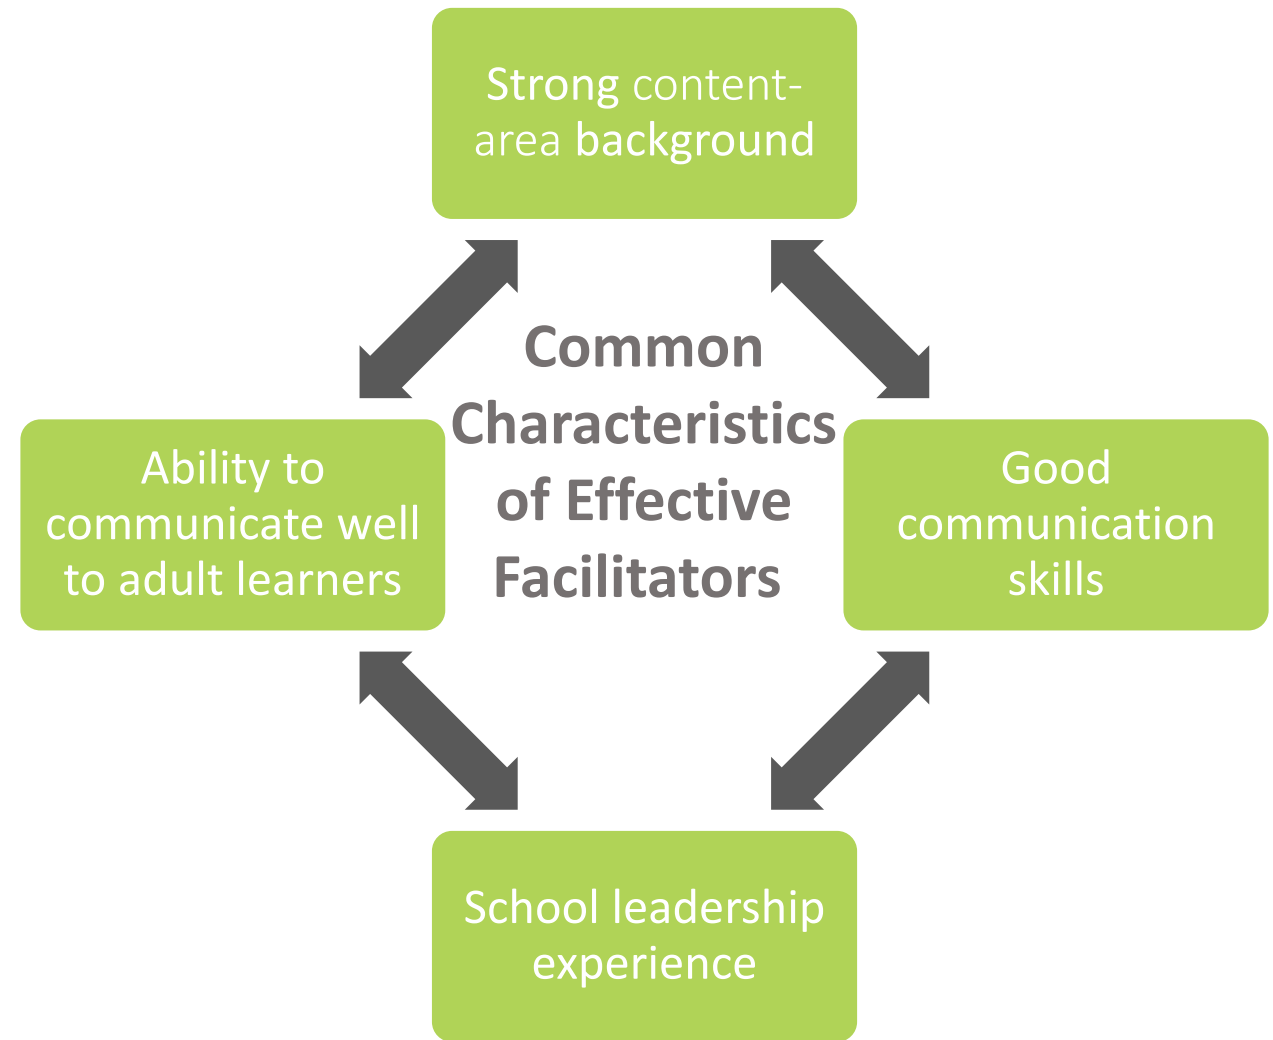 Strong content-
area background
Common
Characteristics
of Effective
Facilitators
Ability to
communicate well
to adult learners
Good
communication
skills
School leadership
experience